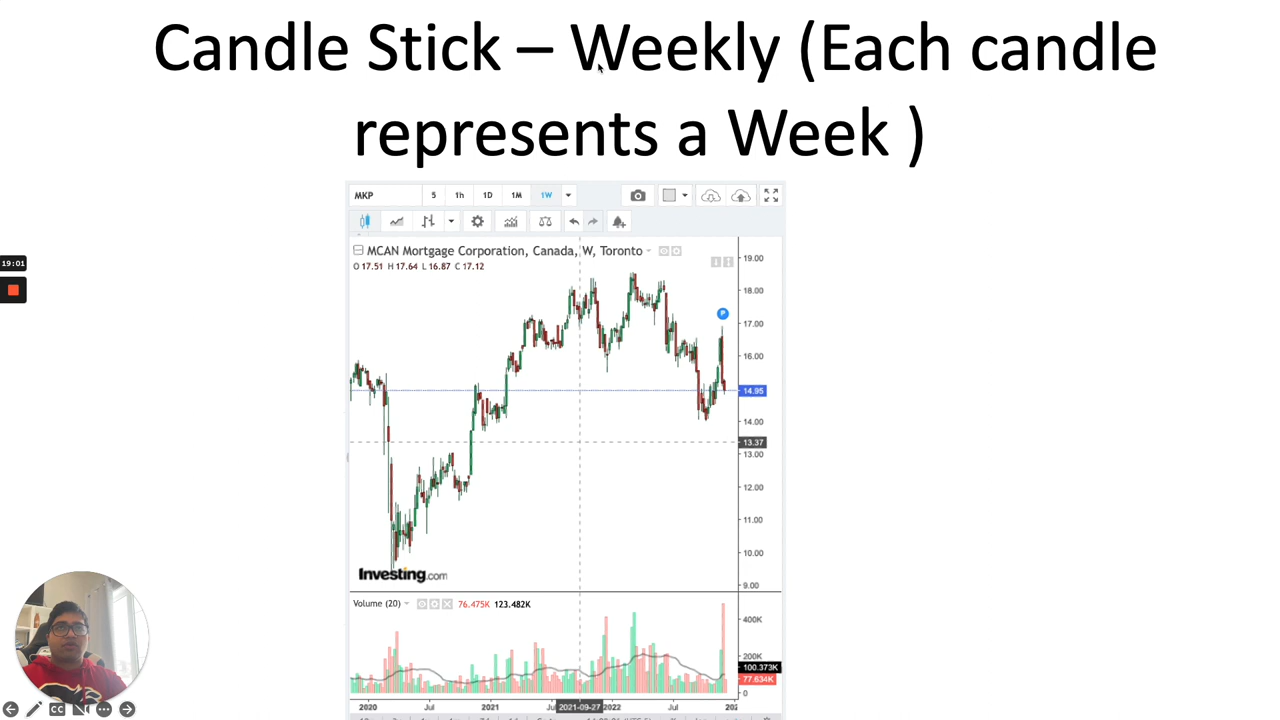 Candle Stick – Weekly (Each candle
represents a Week )
MKP 5 1h 1D 1M 1W
MCAN Mortgage Corporation, Canada, W, Toronto
O 17.51 H 17.64 L 16.87 C 17.12
19.00
18.00
P
17.00
16.00
14.95
14.00
13.37
13.00
12.00
11.00
10.00
9.00
Investing.com
Volume (20) 76.475K 123.482K
400K
200K
100.373K
77.634K
0
2020 Jul 2021 2021-09-27 2022 Jul
19:01
CC